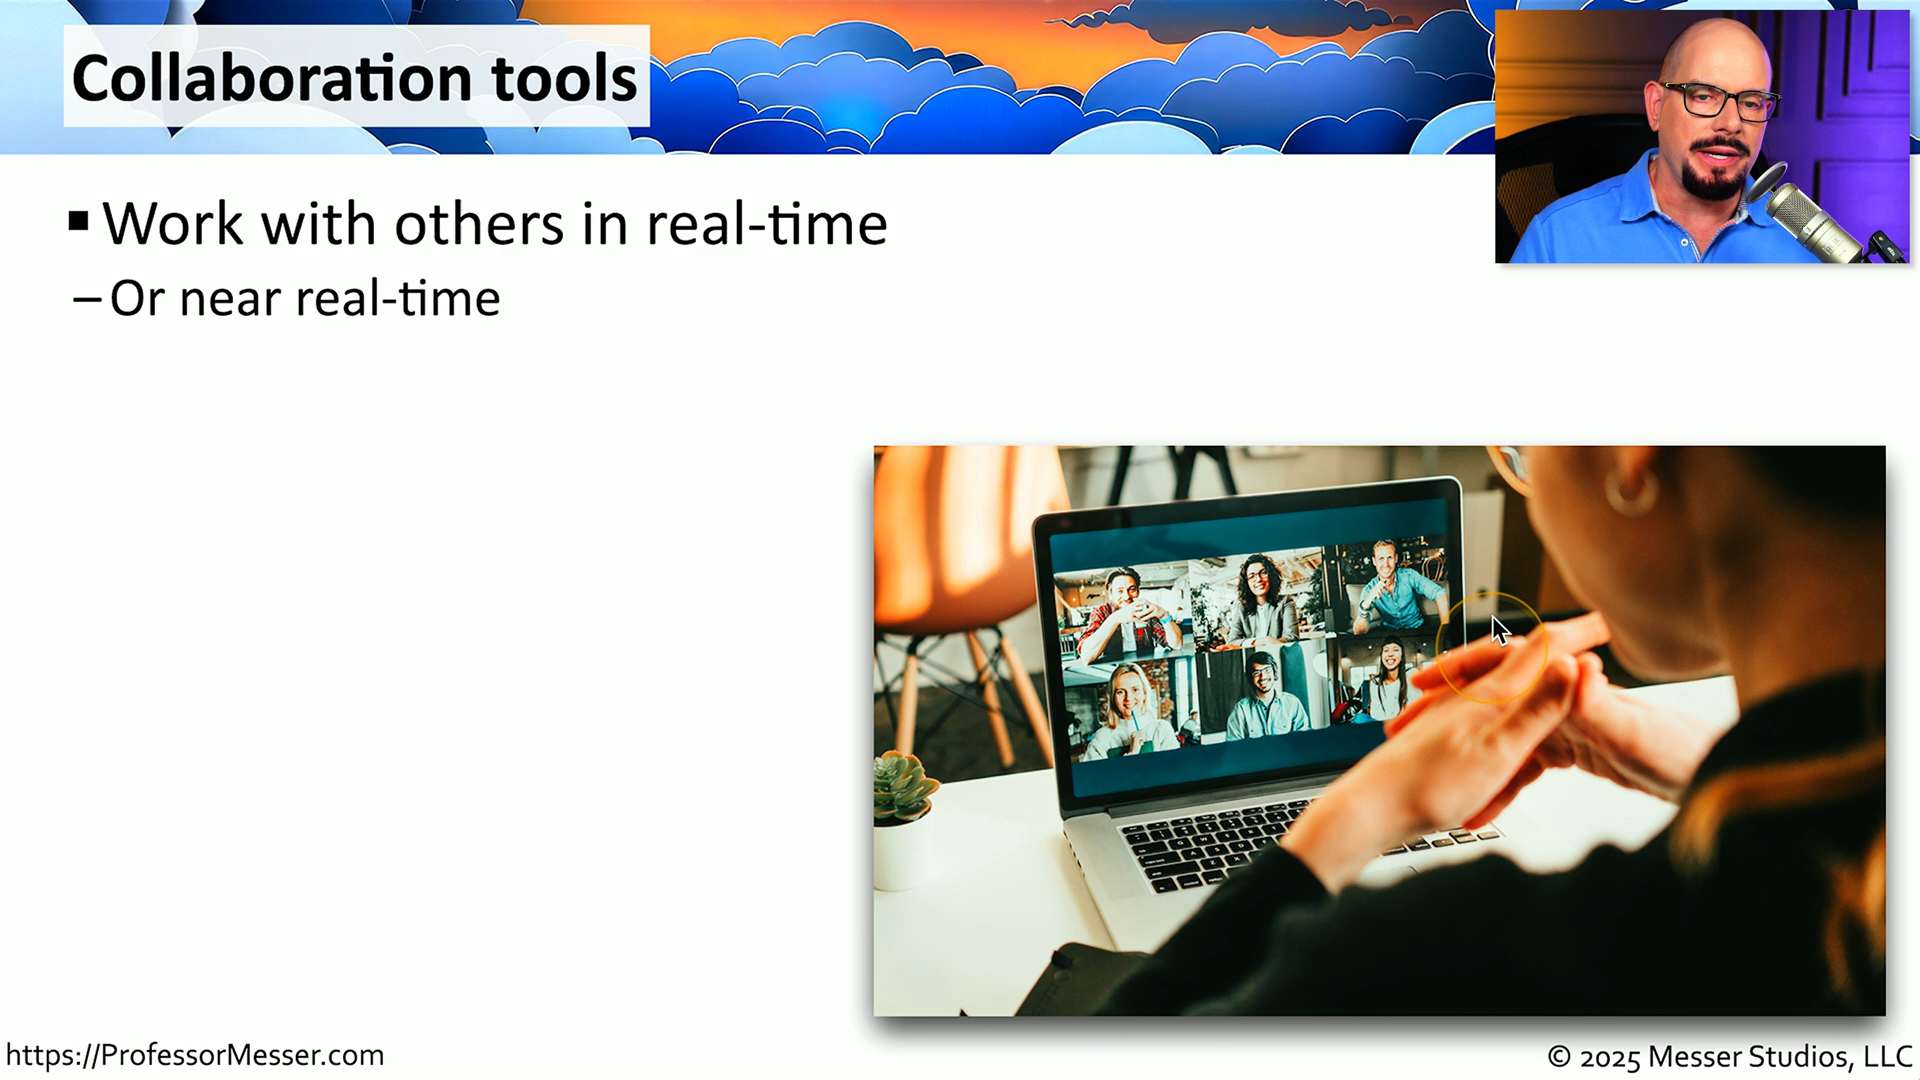 Collaboration tools
▪ Work with others in real-time
– Or near real-time
https://ProfessorMesser.com
© 2025 Messer Studios, LLC